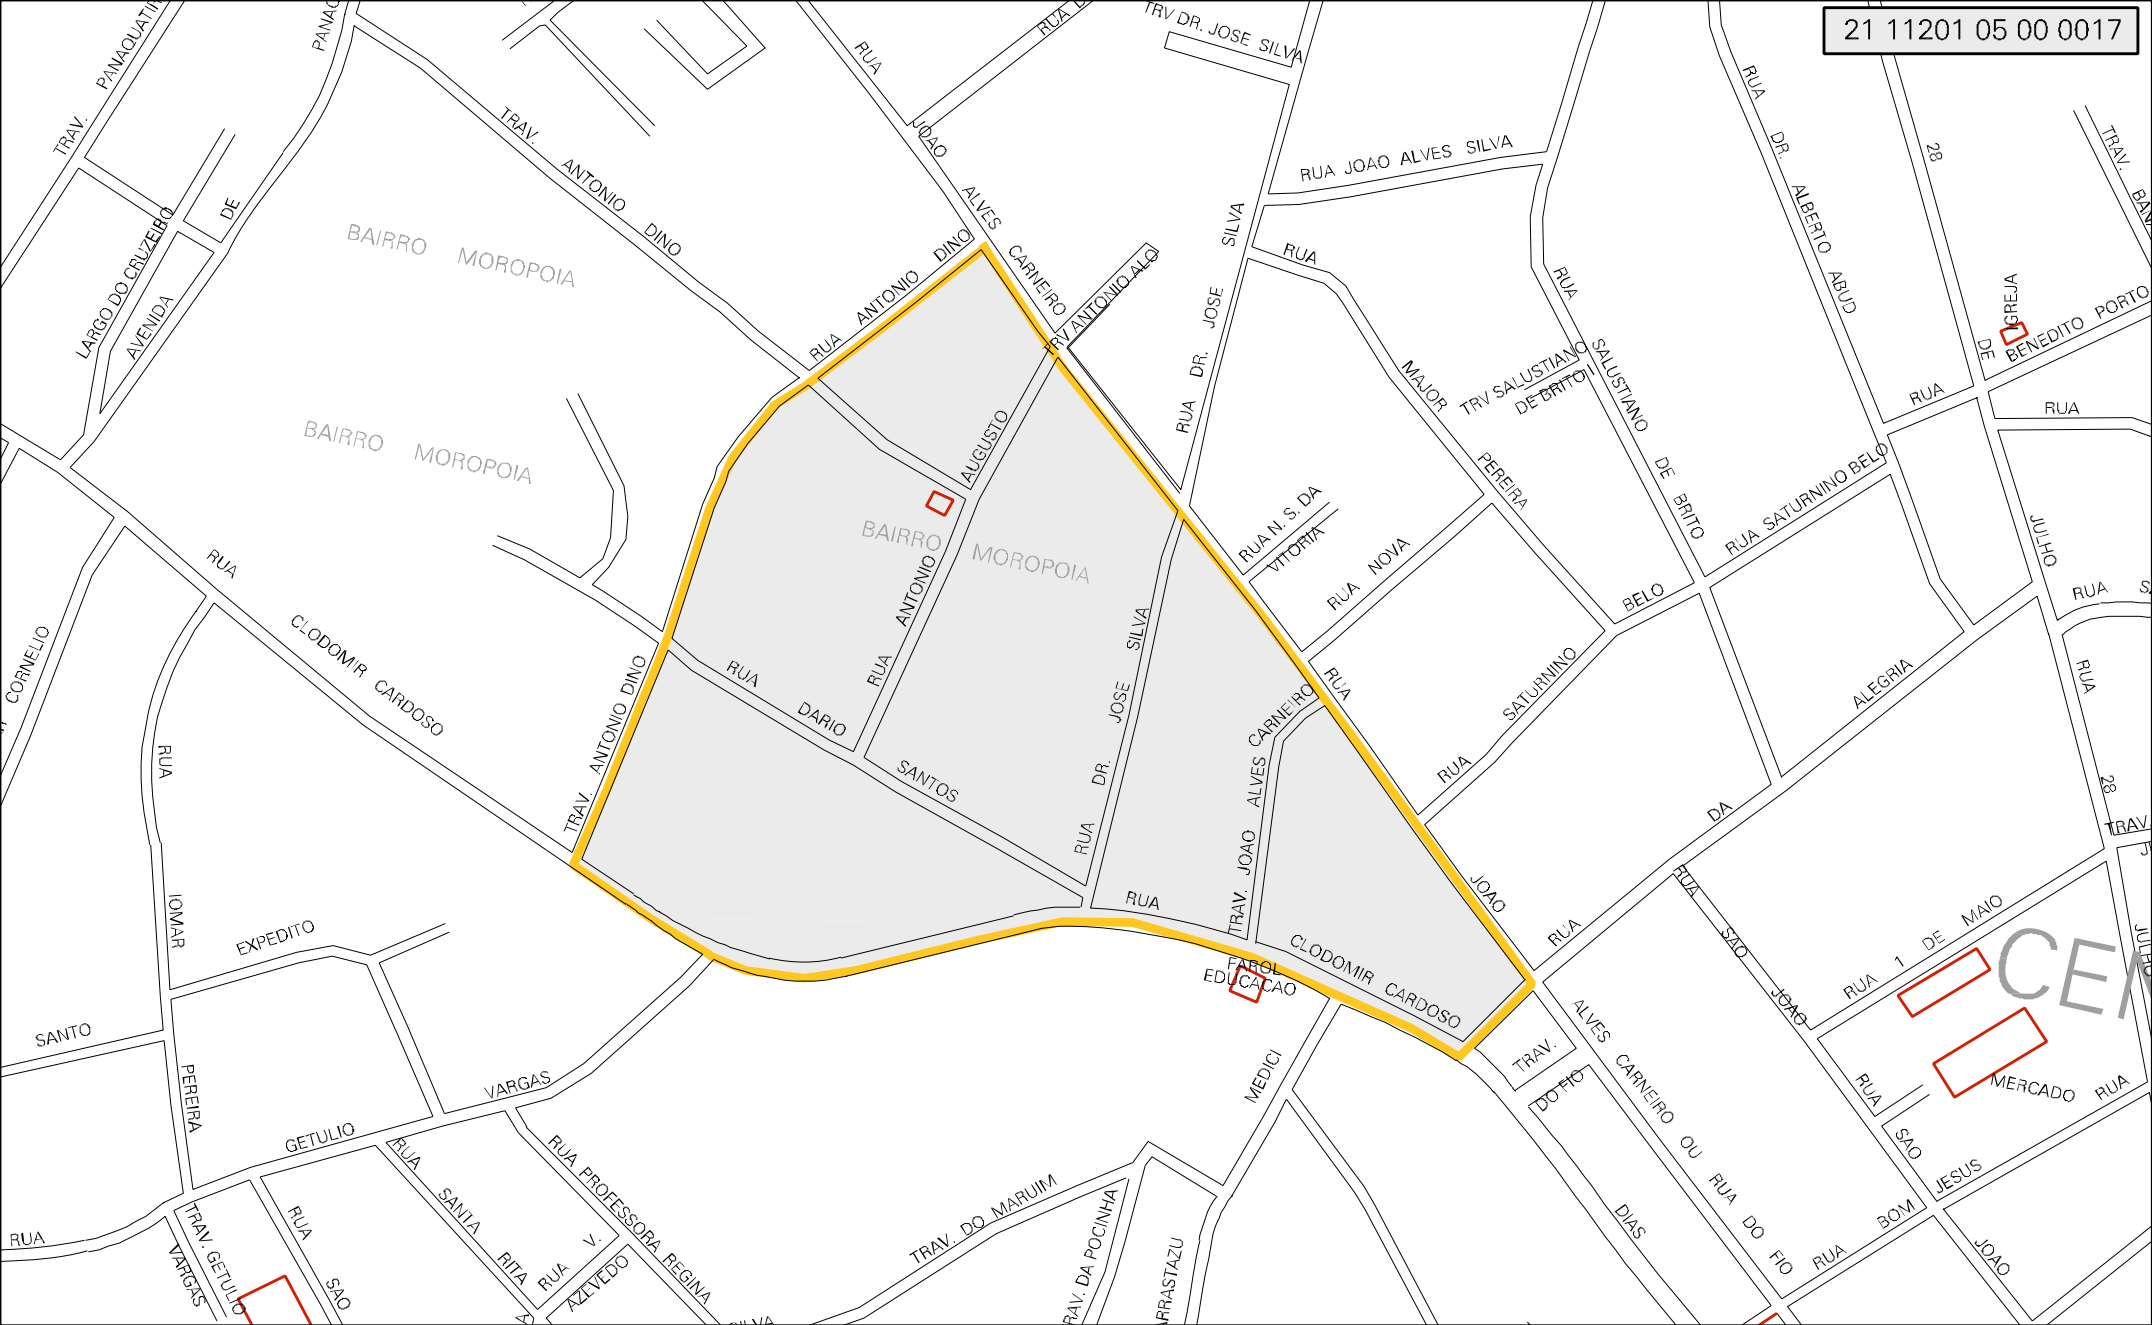 21 11201 05 00 0017
TRAV. PANAQUATIR
PANAC
TRAV. ANTONIO DINO
RUA JOAO ALVES CARNEIRO
RUA D
TRV DR. JOSE SILVA
RUA JOAO ALVES SILVA
RUA DR. ALBERTO ABUD
28 DE JULHO
TRAV.
BAN
LARGO DO CRUZEIRO
AVENIDA DE
BAIRRO MOROPOIA
BAIRRO MOROPOIA
BAIRRO MOROPOIA
RUA ANTONIO DINO
TRV ANTONIO ALO
RUA DR. JOSE SILVA
RUA MAJOR PEREIRA
RUA SALUSTIANO DE BRITO
TRV SALUSTIANO
DE BRITO I
IGREJA
RUA BENEDITO PORTO
RUA
RUA SATURNINO BELO
RUA SATURNINO BELO
RUA N. S. DA
VITORIA
RUA NOVA
RUA ANTONIO AUGUSTO
RUA CLODOMIR CARDOSO
CORNELIO
TRAV. ANTONIO DINO
RUA DARIO SANTOS
RUA DR. JOSE SILVA
TRAV. JOAO ALVES CARNEIRO
RUA JOAO ALVES CARNEIRO OU RUA DO FIO
RUA DA ALEGRIA
RUA S
RUA 28
JULHO
TRAV.
J
RUA CLODOMIR CARDOSO
FAROL
EDUCACAO
RUA IOMAR PEREIRA
EXPEDITO
SANTO
RUA GETULIO VARGAS
TRAV. GETULIO
VARGAS
RUA SAO
RUA SANTA RITA
RUA V.
AZEVEDO
RUA PROFESSORA REGINA
SILVA
TRAV. DO MARUIM
RAV. DA POCINHA
RRASTAZU
MEDICI
TRAV.
DO FIO
DIAS
RUA SAO JOAO
RUA 1 DE MAIO
CEN
MERCADO
RUA SAO JOAO
RUA BOM JESUS
RUA